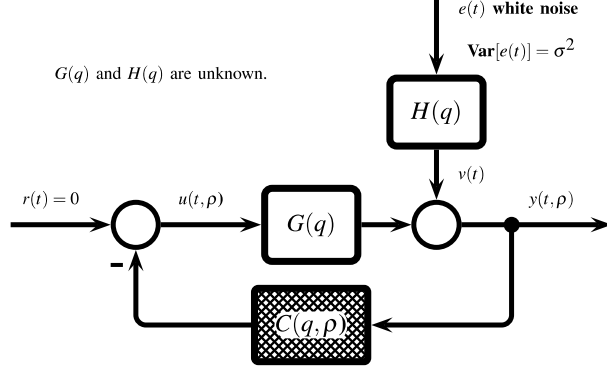 e(t) white noise
Var[e(t)] = σ²
G(q) and H(q) are unknown.
H(q)
v(t)
r(t) = 0
u(t,ρ)
G(q)
y(t,ρ)
-
C(q,ρ)